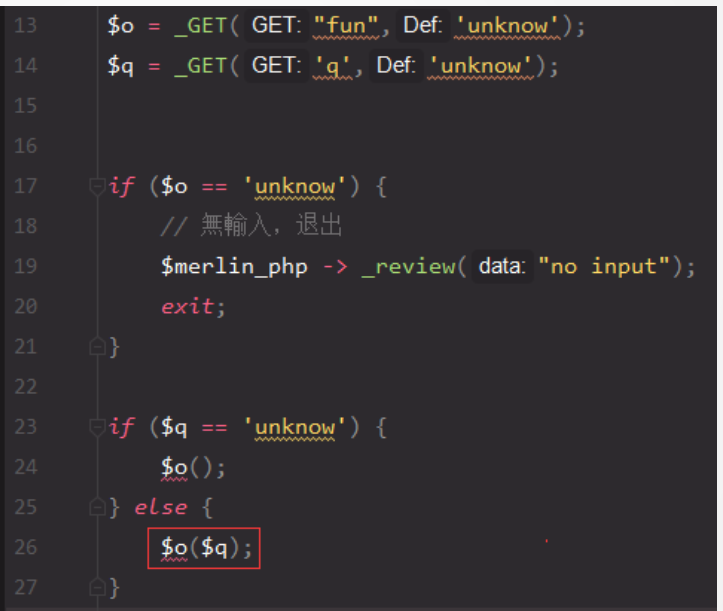 13 $o = _GET( GET: "fun", Def: 'unknow');
14 $q = _GET( GET: 'q', Def: 'unknow');
15
16
17 if ($o == 'unknow') {
18 // 無輸入，退出
19 $merlin_php -> _review( data: "no input");
20 exit;
21 }
22
23 if ($q == 'unknow') {
24 $o();
25 } else {
26 $o($q);
27 }